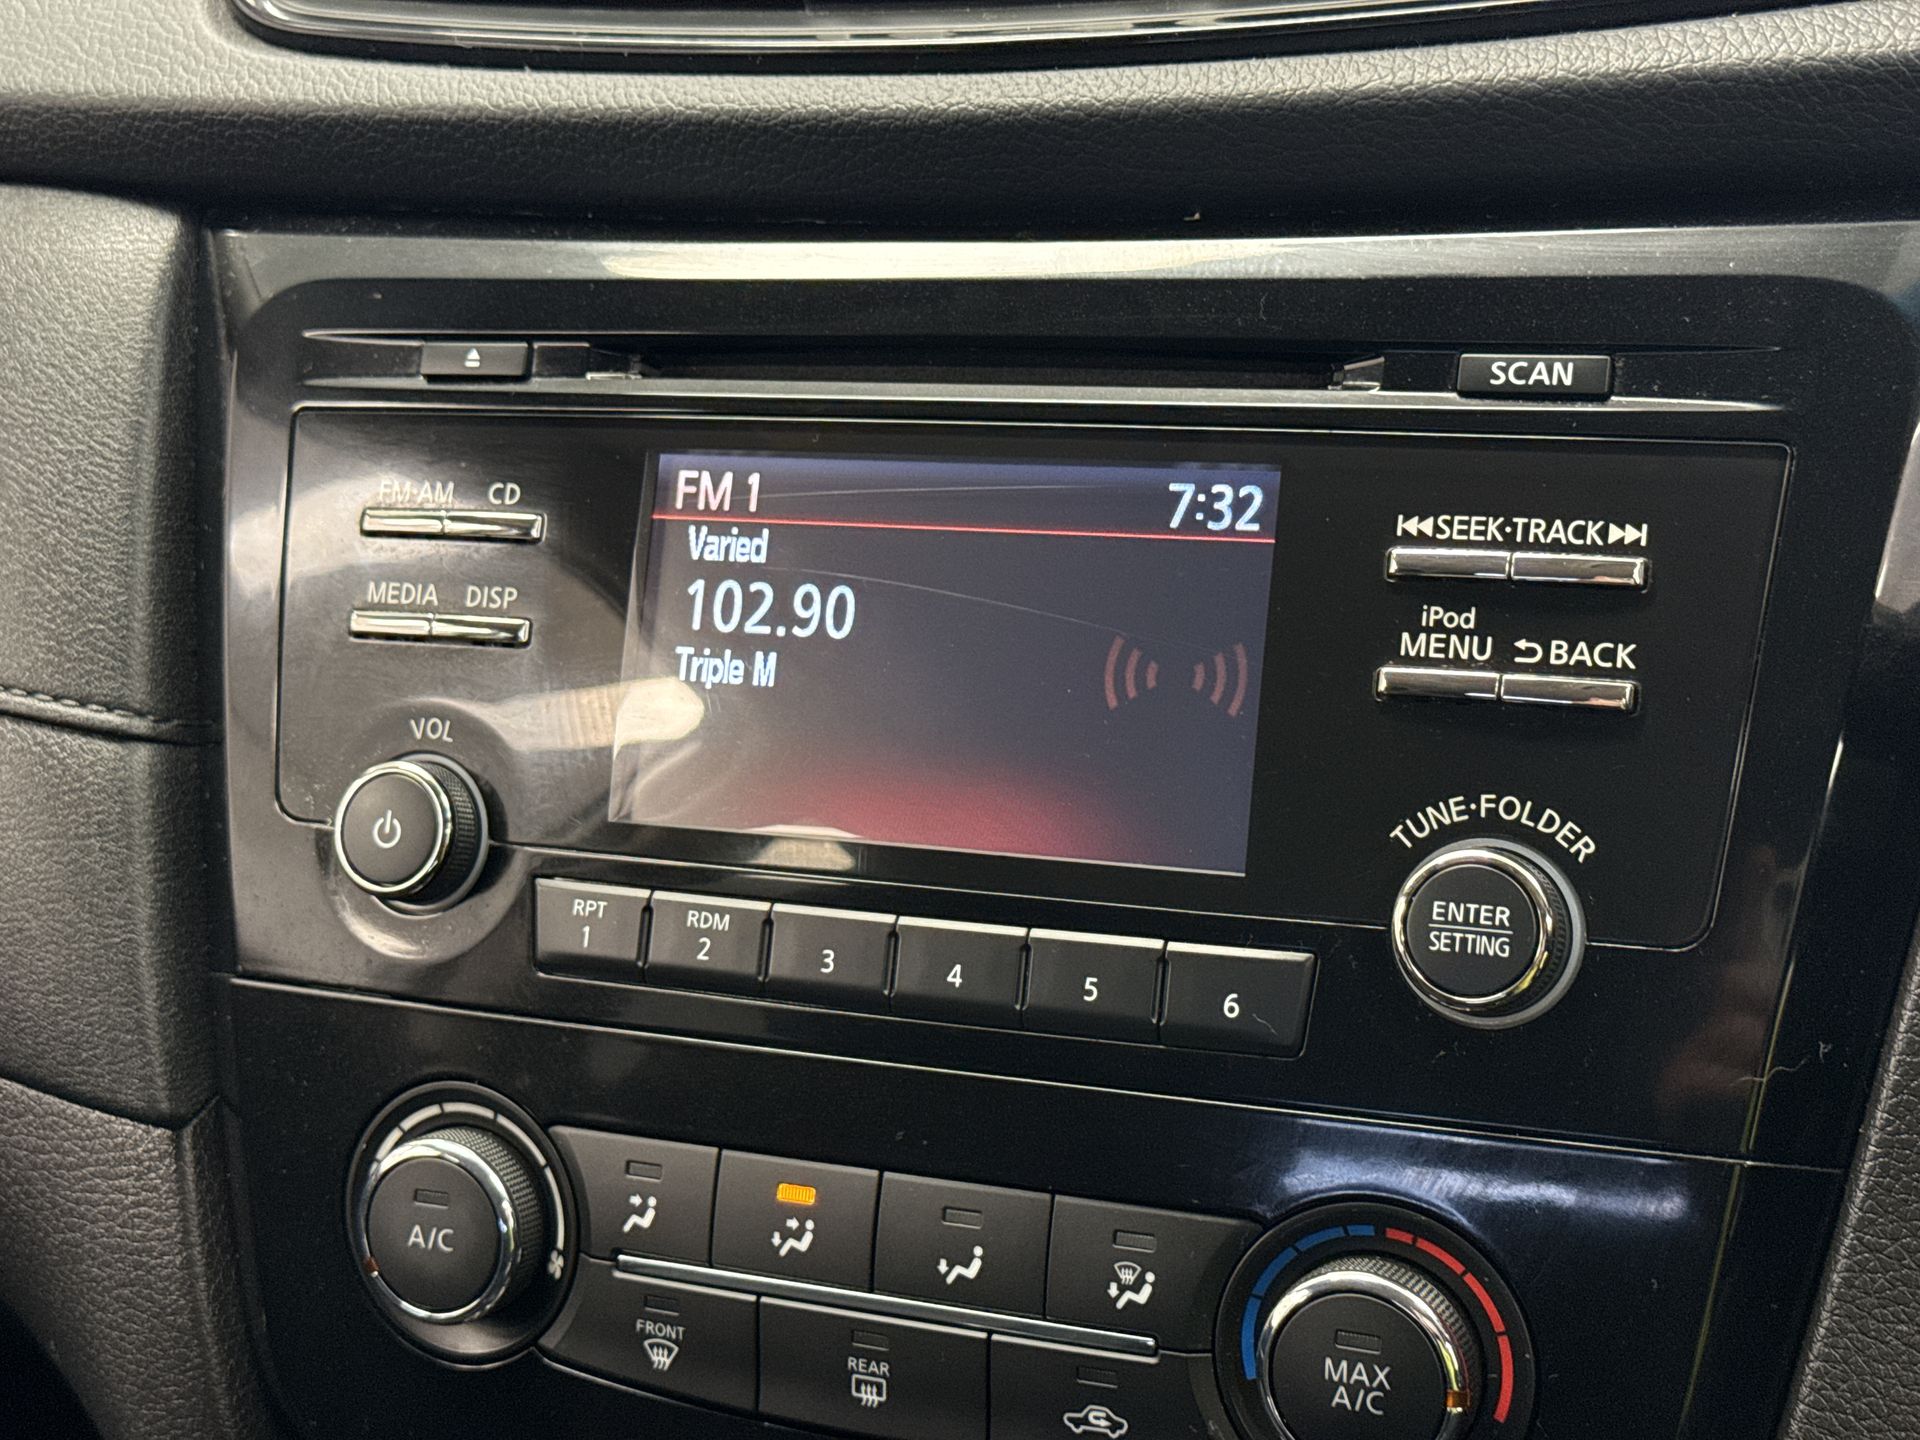 SCAN
FM·AM CD
FM 1 7:32
SEEK·TRACK
Varied
102.90
MEDIA DISP
iPod
MENU BACK
Triple M
VOL
TUNE·FOLDER
ENTER
SETTING
RPT
1
RDM
2
3
4
5
6
A/C
FRONT
REAR
MAX
A/C